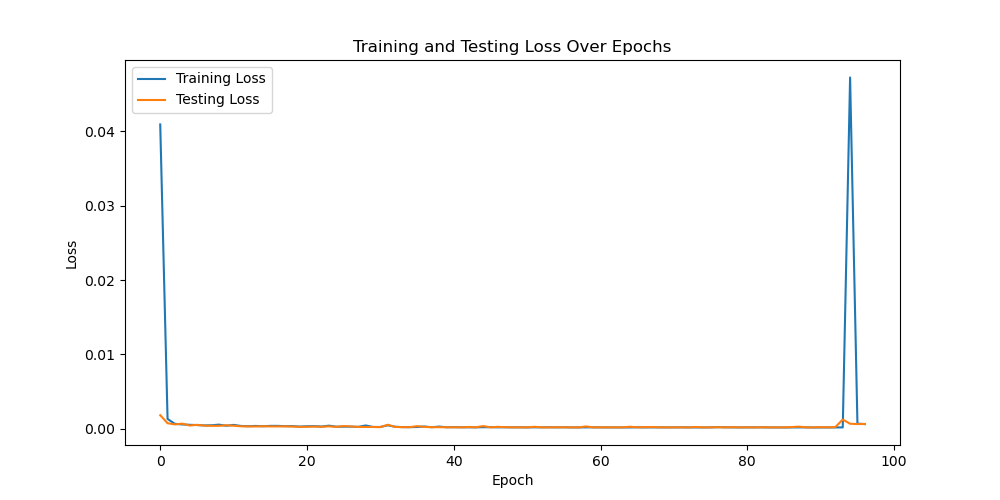 Training and Testing Loss Over Epochs
Training Loss
Testing Loss
0.04
0.03
0.02
0.01
0.00
Loss
0 20 40 60 80 100
Epoch